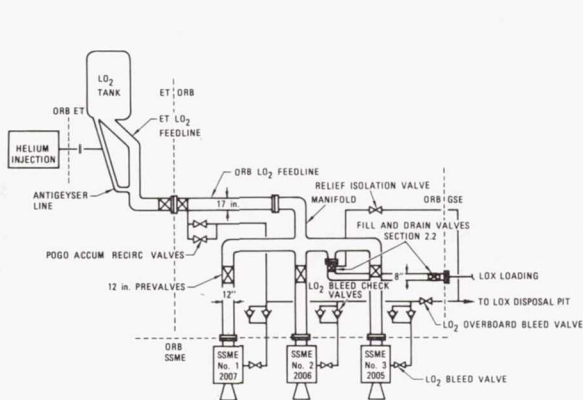 LO2
TANK
ET ORB
ORB ET
ET LO2
FEEDLINE
HELIUM
INJECTION
ORB LO2 FEEDLINE
RELIEF ISOLATION VALVE
ANTIGEYSER
LINE
17 in.
MANIFOLD
ORB GSE
FILL AND DRAIN VALVES
SECTION 2.2
POGO ACCUM RECIRC VALVES
8"
LOX LOADING
12 in. PREVALVES
LO2 BLEED CHECK
VALVES
12"
TO LOX DISPOSAL PIT
LO2 OVERBOARD BLEED VALVE
ORB
SSME
SSME
No. 1
2007
SSME
No. 2
2006
SSME
No. 3
2005
LO2 BLEED VALVE